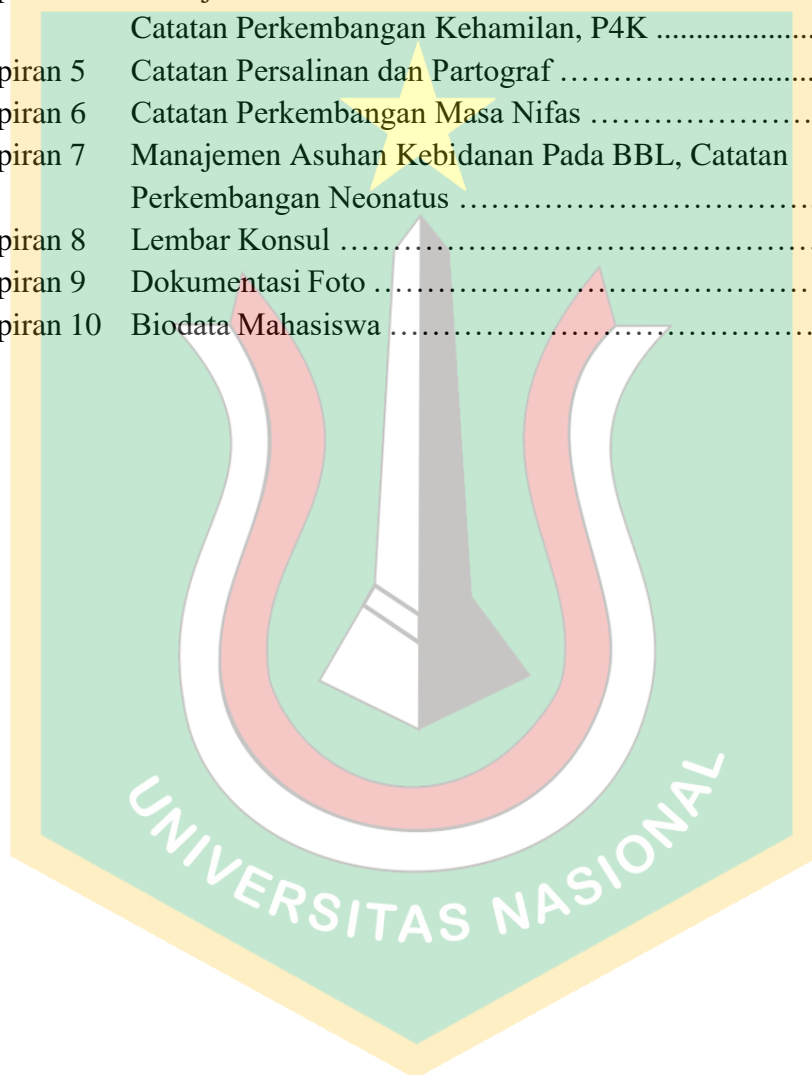 Catatan Perkembangan Kehamilan, P4K ....................
piran 5 Catatan Persalinan dan Partograf ……………….........
piran 6 Catatan Perkembangan Masa Nifas …………………
piran 7 Manajemen Asuhan Kebidanan Pada BBL, Catatan
Perkembangan Neonatus ………………………………
piran 8 Lembar Konsul …………………………………………
piran 9 Dokumentasi Foto ………………………………………
piran 10 Biodata Mahasiswa ……………………………………
UNIVERSITAS NASIONAL